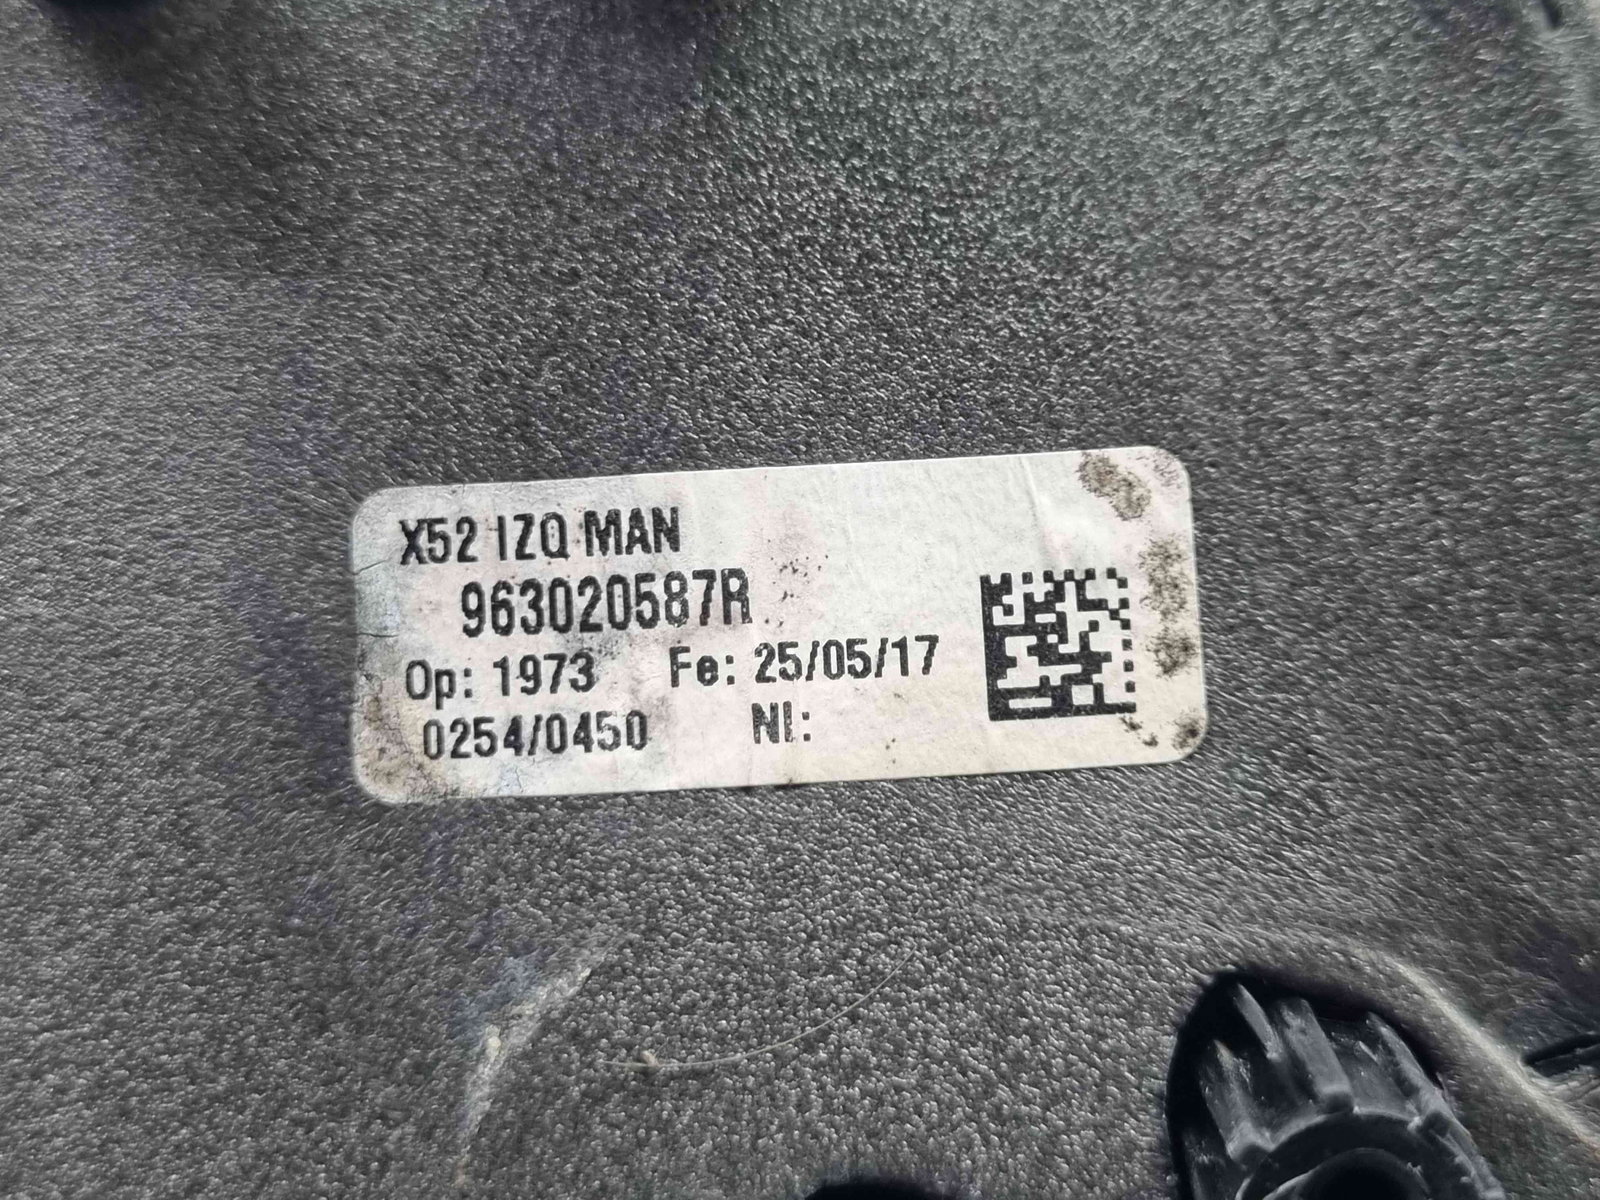 X52 IZQ MAN
963020587R
Op: 1973 Fe: 25/05/17
0254/0450 NI: